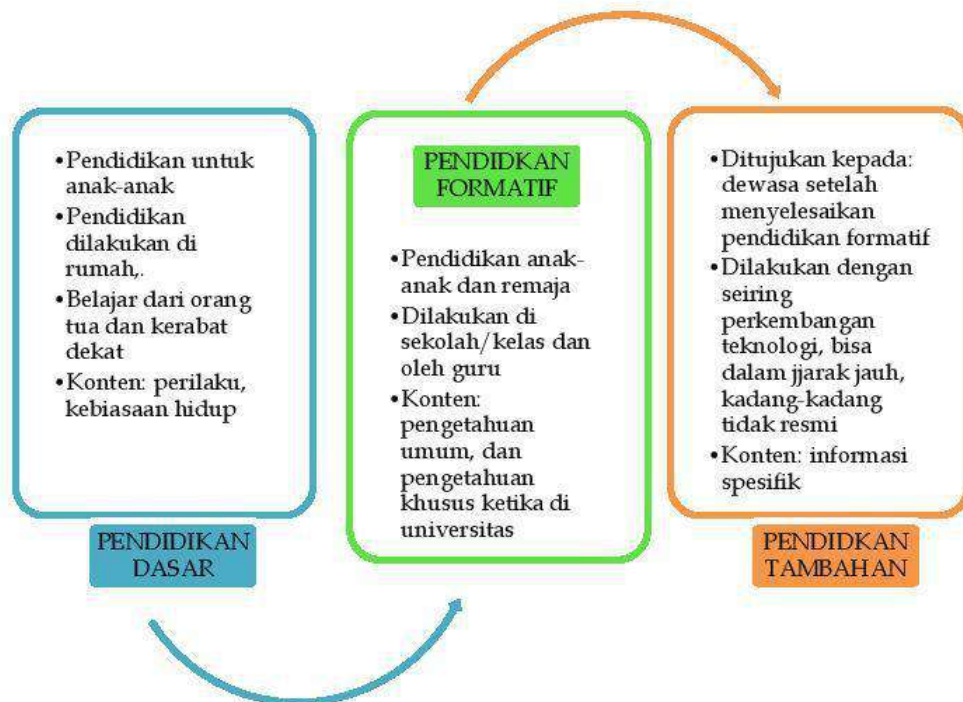 •Pendidikan untuk
anak-anak
•Pendidikan
dilakukan di
rumah,.
•Belajar dari orang
tua dan kerabat
dekat
•Konten: perilaku,
kebiasaan hidup
PENDIDIKAN
DASAR
PENDIDKAN
FORMATIF
•Pendidikan anak-
anak dan remaja
•Dilakukan di
sekolah/kelas dan
oleh guru
•Konten:
pengetahuan
umum, dan
pengetahuan
khusus ketika di
universitas
•Ditujukan kepada:
dewasa setelah
menyelesaikan
pendidikan formatif
•Dilakukan dengan
seiring
perkembangan
teknologi, bisa
dalam jjarak jauh,
kadang-kadang
tidak resmi
•Konten: informasi
spesifik
PENDIDKAN
TAMBAHAN